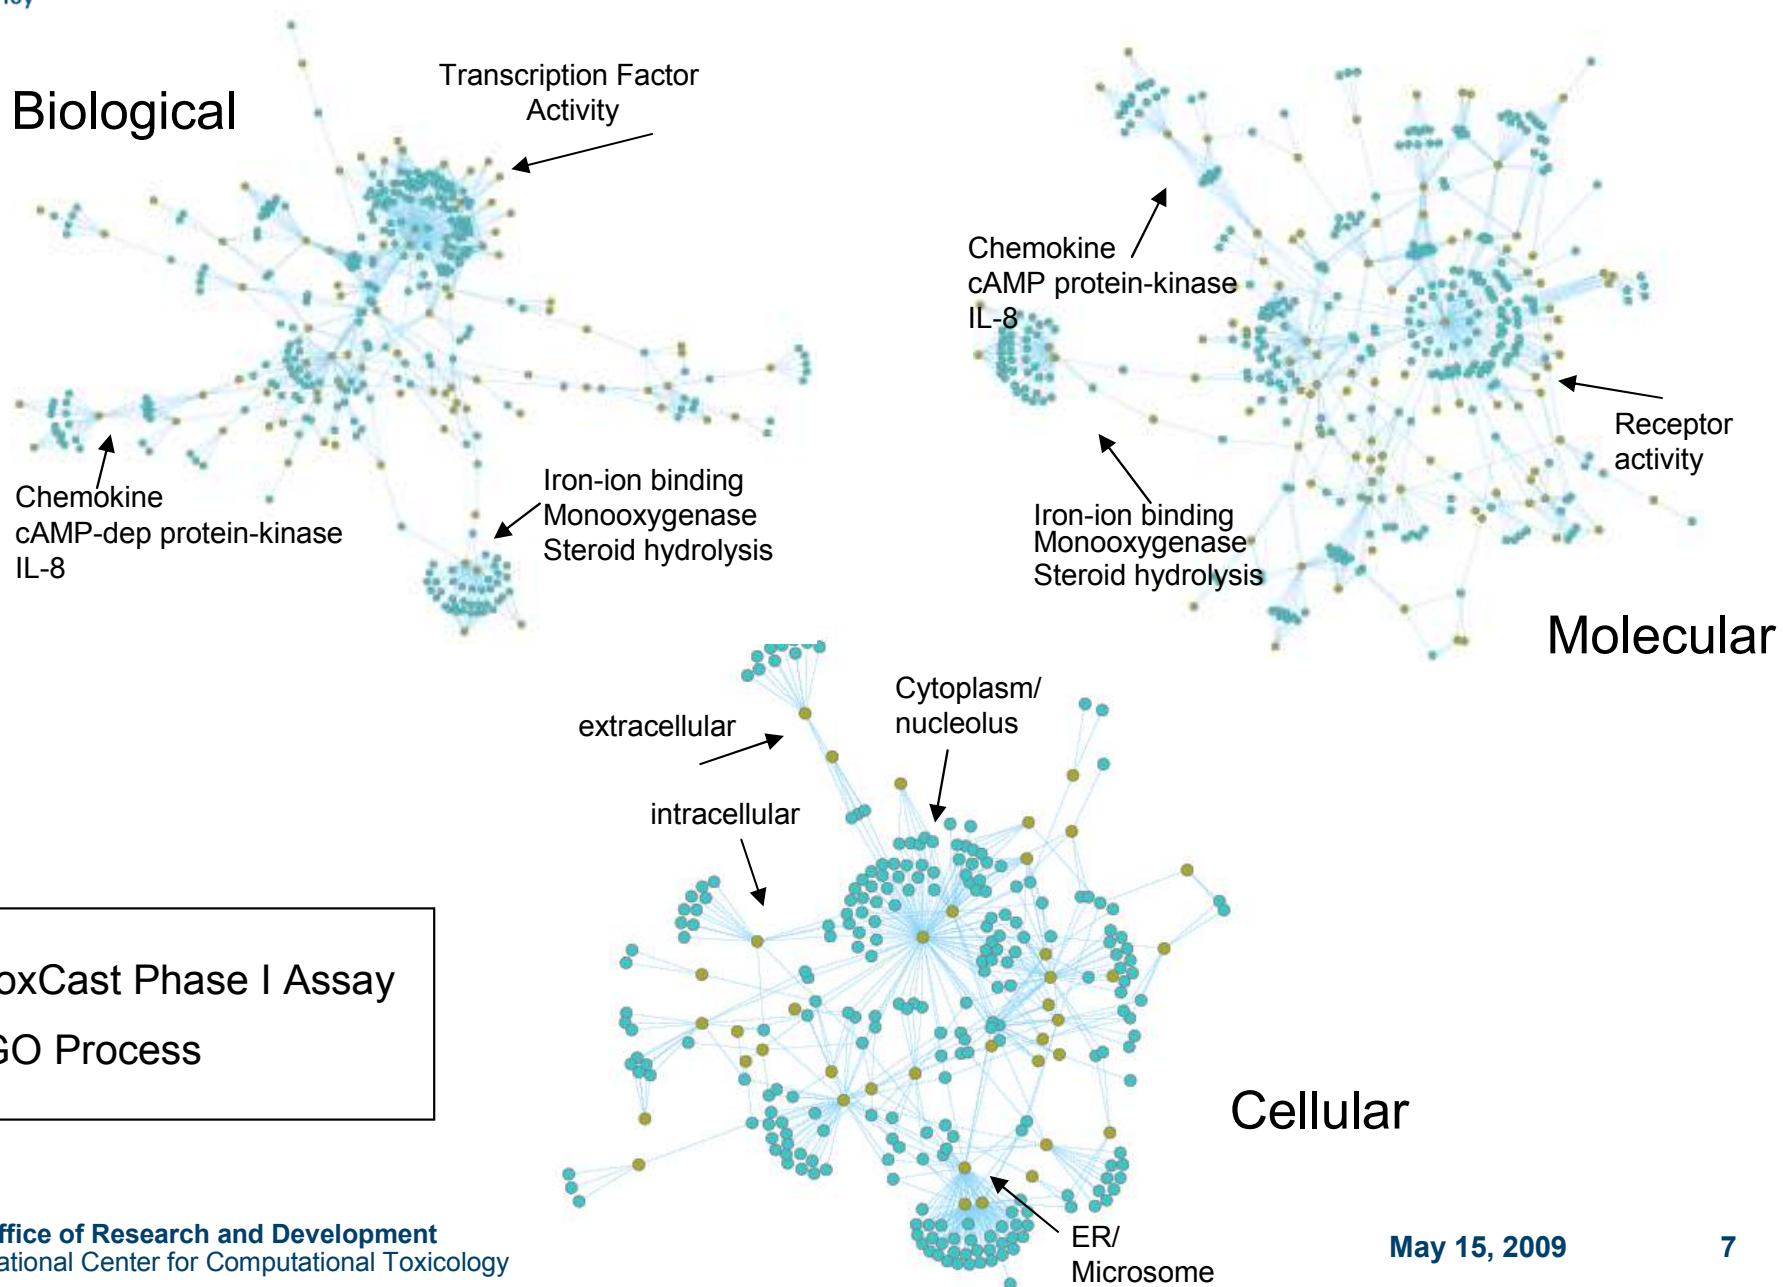 Biological
Transcription Factor
Activity
Chemokine
cAMP protein-kinase
IL-8
Receptor
activity
Chemokine
cAMP-dep protein-kinase
IL-8
Iron-ion binding
Monooxygenase
Steroid hydrolysis
Iron-ion binding
Monooxygenase
Steroid hydrolysis
Molecular
extracellular
Cytoplasm/
nucleolus
intracellular
oxCast Phase I Assay
GO Process
Cellular
ER/
Microsome
ffice of Research and Development
ational Center for Computational Toxicology
May 15, 2009
7